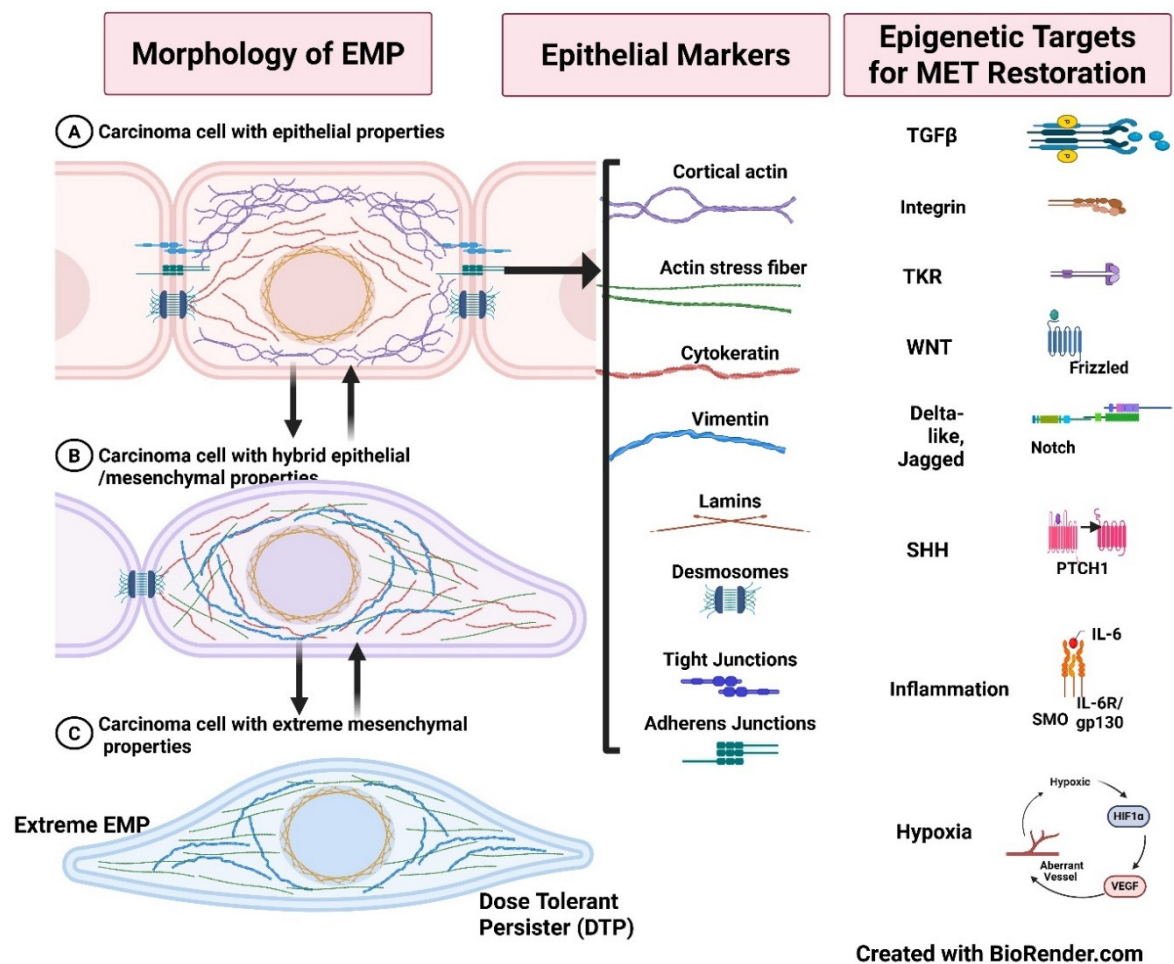 Morphology of EMP
Epithelial Markers
Epigenetic Targets
for MET Restoration
A Carcinoma cell with epithelial properties
B Carcinoma cell with hybrid epithelial
/mesenchymal properties
C Carcinoma cell with extreme mesenchymal
properties
Extreme EMP
Dose Tolerant
Persister (DTP)
Cortical actin
Actin stress fiber
Cytokeratin
Vimentin
Lamins
Desmosomes
Tight Junctions
Adherens Junctions
TGFβ
P
P
Integrin
TKR
WNT
Frizzled
Delta-
like,
Jagged
Notch
SHH
PTCH1
Inflammation
IL-6
SMO
IL-6R/
gp130
Hypoxia
Hypoxic
HIF1α
Aberrant
Vessel
VEGF
Created with BioRender.com